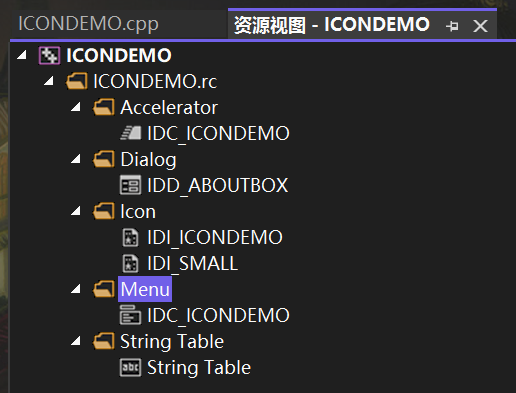 ICONDEMO.cpp 资源视图 - ICONDEMO
ICONDEMO
ICONDEMO.rc
Accelerator
IDC_ICONDEMO
Dialog
IDD_ABOUTBOX
Icon
IDI_ICONDEMO
IDI_SMALL
Menu
IDC_ICONDEMO
String Table
abc String Table